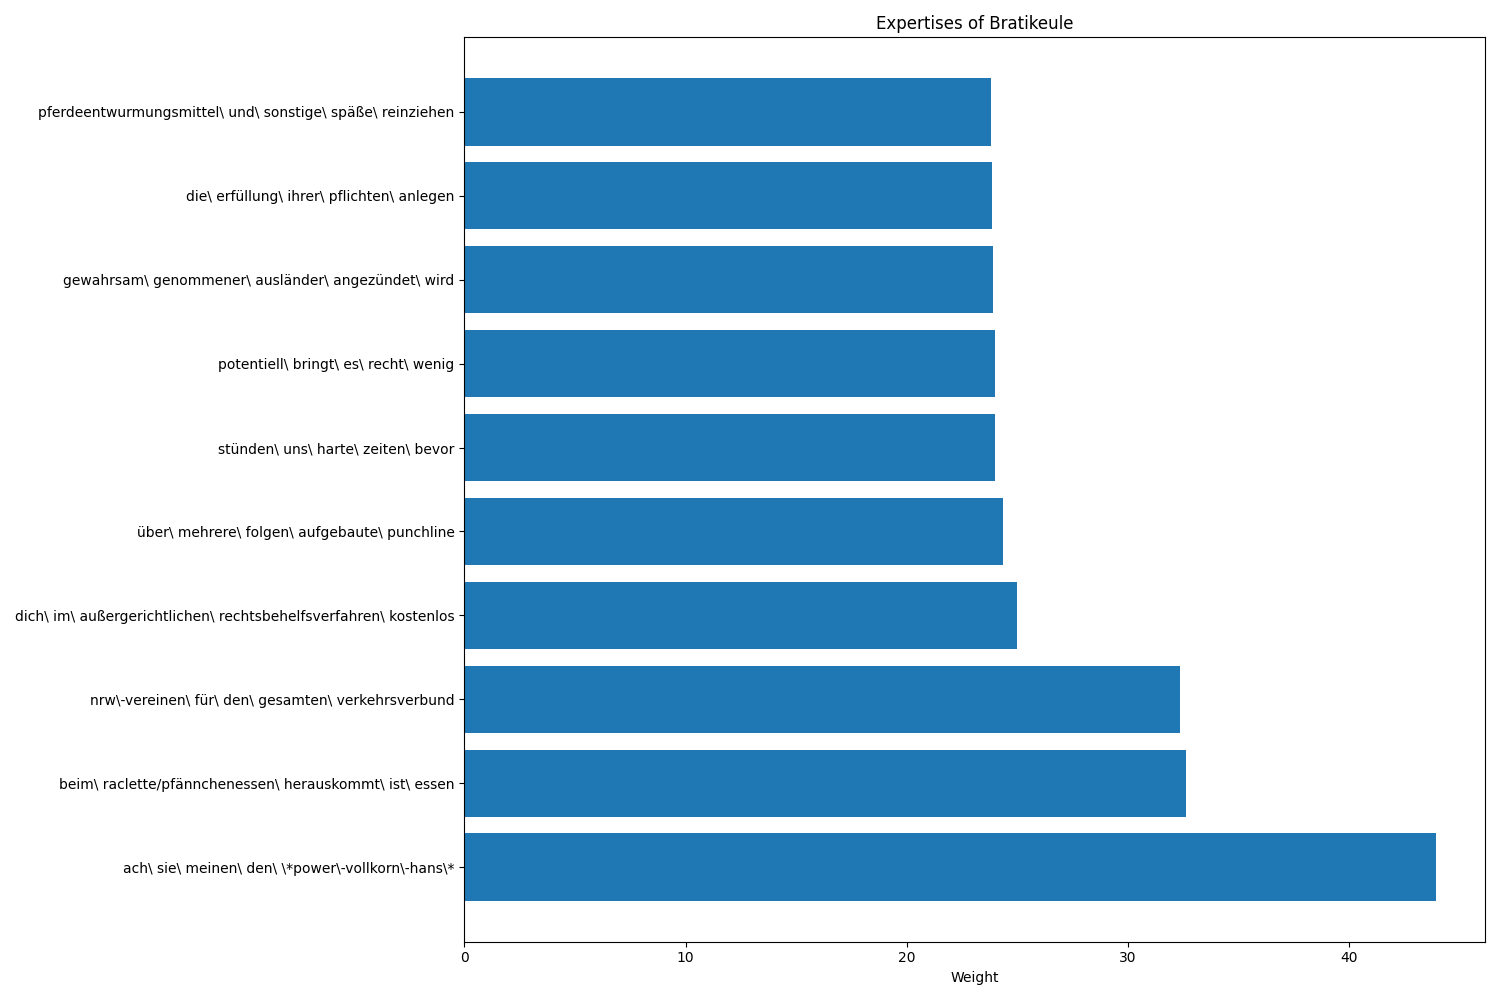 Expertises of Bratikeule
pferdeentwurmungsmittel\ und\ sonstige\ späße\ reinziehen
die\ erfüllung\ ihrer\ pflichten\ anlegen
gewahrsam\ genommener\ ausländer\ angezündet\ wird
potentiell\ bringt\ es\ recht\ wenig
stünden\ uns\ harte\ zeiten\ bevor
über\ mehrere\ folgen\ aufgebaute\ punchline
dich\ im\ außergerichtlichen\ rechtsbehelfsverfahren\ kostenlos
nrw\-vereinen\ für\ den\ gesamten\ verkehrsverbund
beim\ raclette/pfännchenessen\ herauskommt\ ist\ essen
ach\ sie\ meinen\ den\ \*power\-vollkorn\-hans\*
0 10 20 30 40
Weight